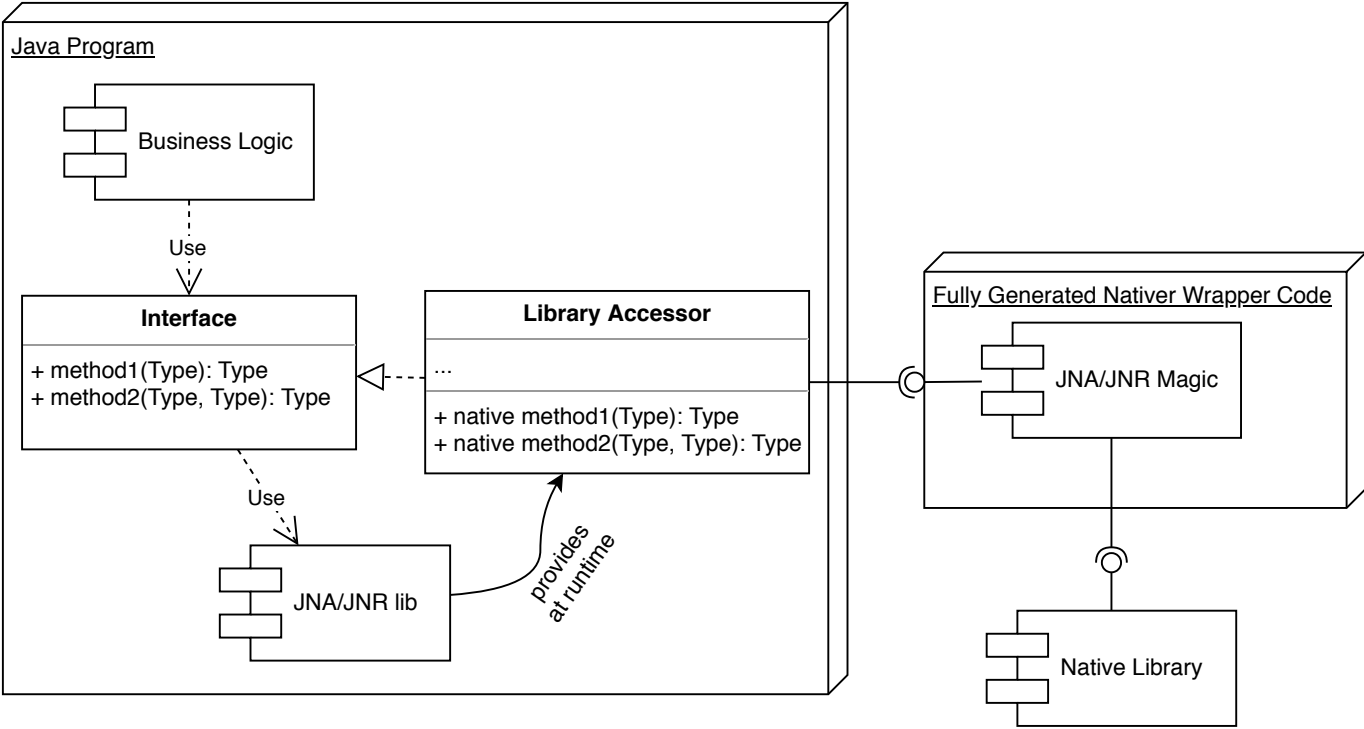 Java Program
Business Logic
Use
Interface
+ method1(Type): Type
+ method2(Type, Type): Type
Library Accessor
...
+ native method1(Type): Type
+ native method2(Type, Type): Type
Use
JNA/JNR lib
provides
at runtime
Fully Generated Nativer Wrapper Code
JNA/JNR Magic
Native Library